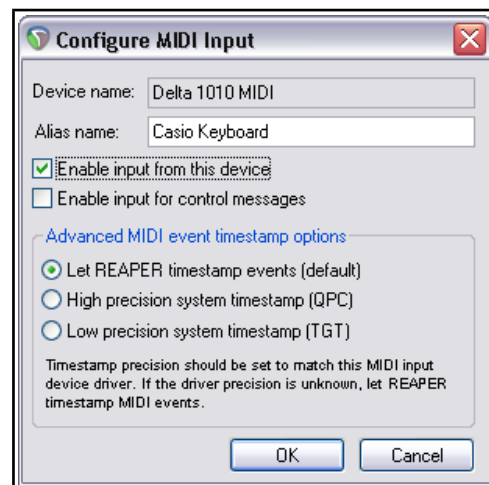 Configure MIDI Input
Device name: Delta 1010 MIDI
Alias name: Casio Keyboard
Enable input from this device
Enable input for control messages
Advanced MIDI event timestamp options
Let REAPER timestamp events (default)
High precision system timestamp (QPC)
Low precision system timestamp (TGT)
Timestamp precision should be set to match this MIDI input
device driver. If the driver precision is unknown, let REAPER
timestamp MIDI events.
OK Cancel